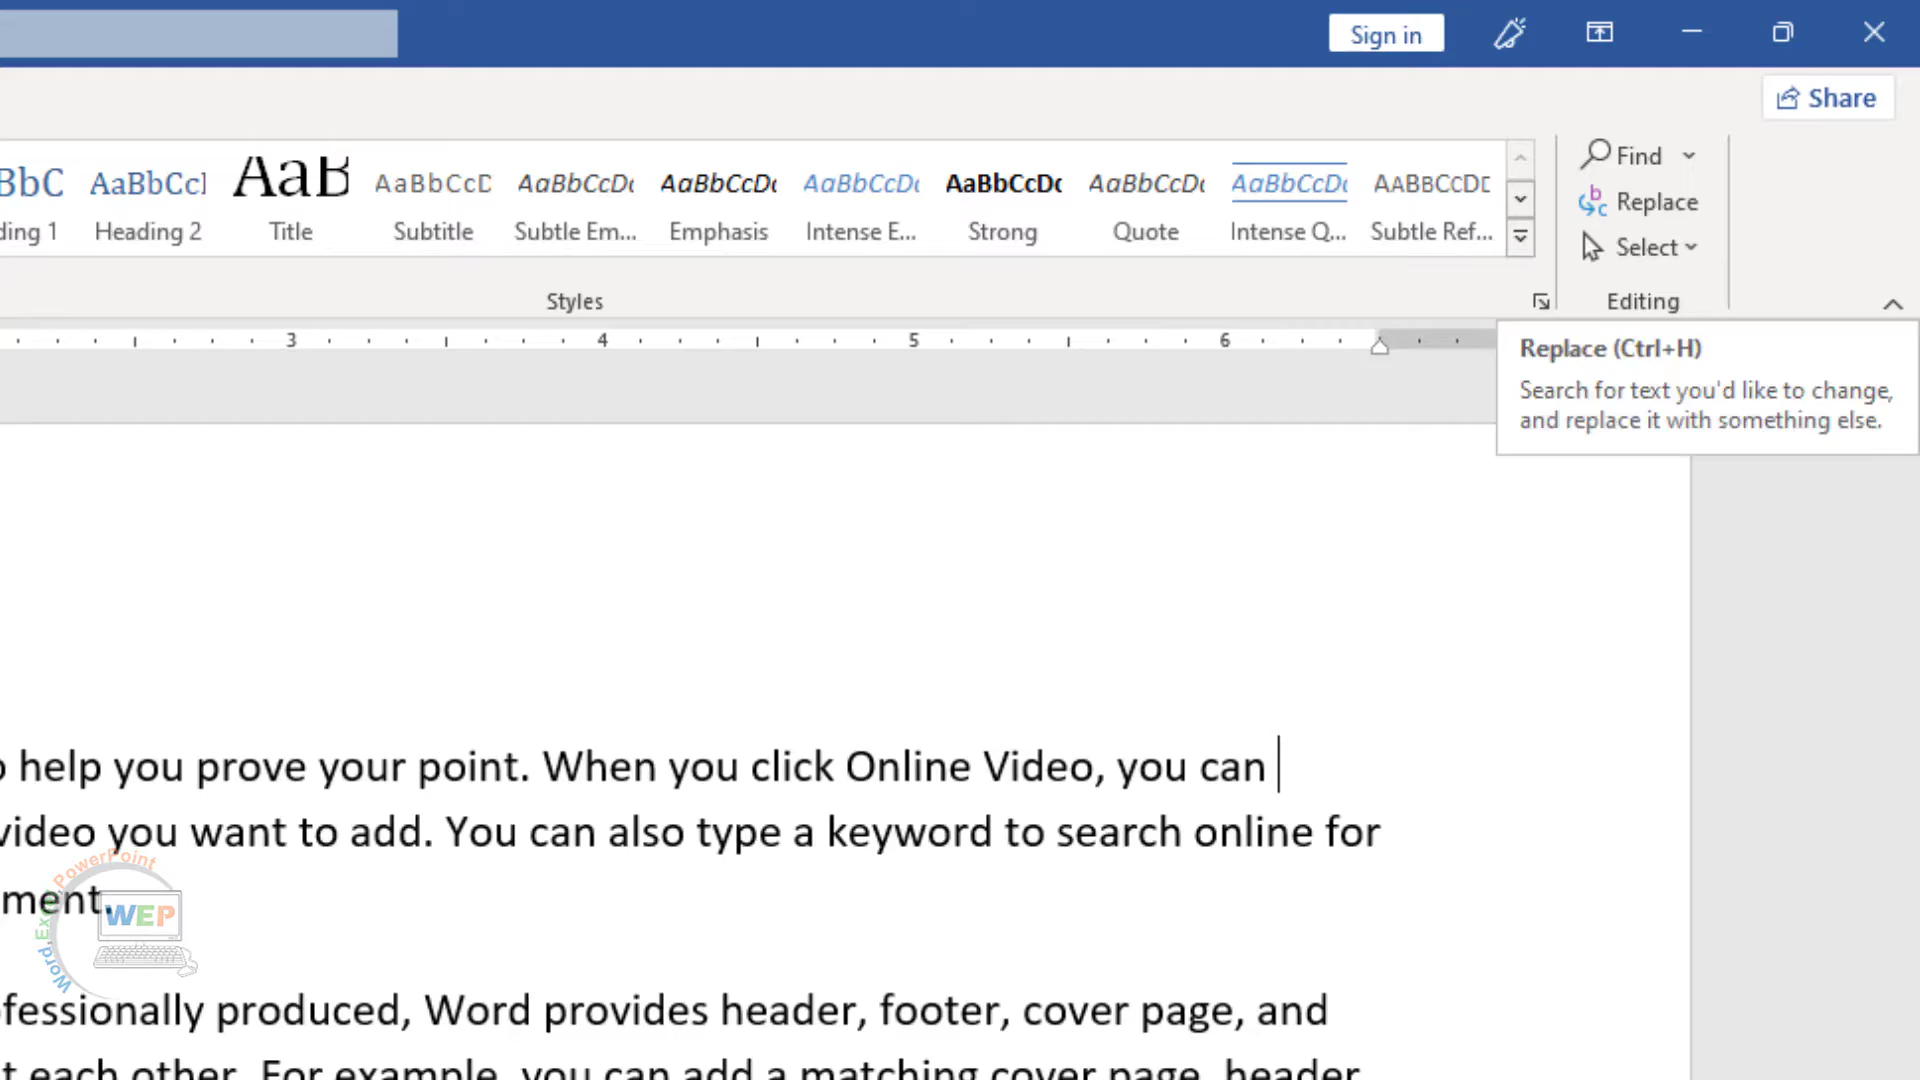 Sign in
Share
BbC AaBbCcl AaB AaBbCcD AaBbCcDc AaBbCcDc AaBbCcDc AaBbCcDc AaBbCcDc AaBbCcDc AaBbCcDd
ding 1 Heading 2 Title Subtitle Subtle Em... Emphasis Intense E... Strong Quote Intense Q... Subtle Ref...
Find
Replace
Select
Styles
Editing
3 4 5 6
Replace (Ctrl+H)
Search for text you'd like to change,
and replace it with something else.
o help you prove your point. When you click Online Video, you can
video you want to add. You can also type a keyword to search online for
ment.
Word,Excel,PowerPoint
WEP
ofessionally produced, Word provides header, footer, cover page, and
t each other. For example, you can add a matching cover page, header,